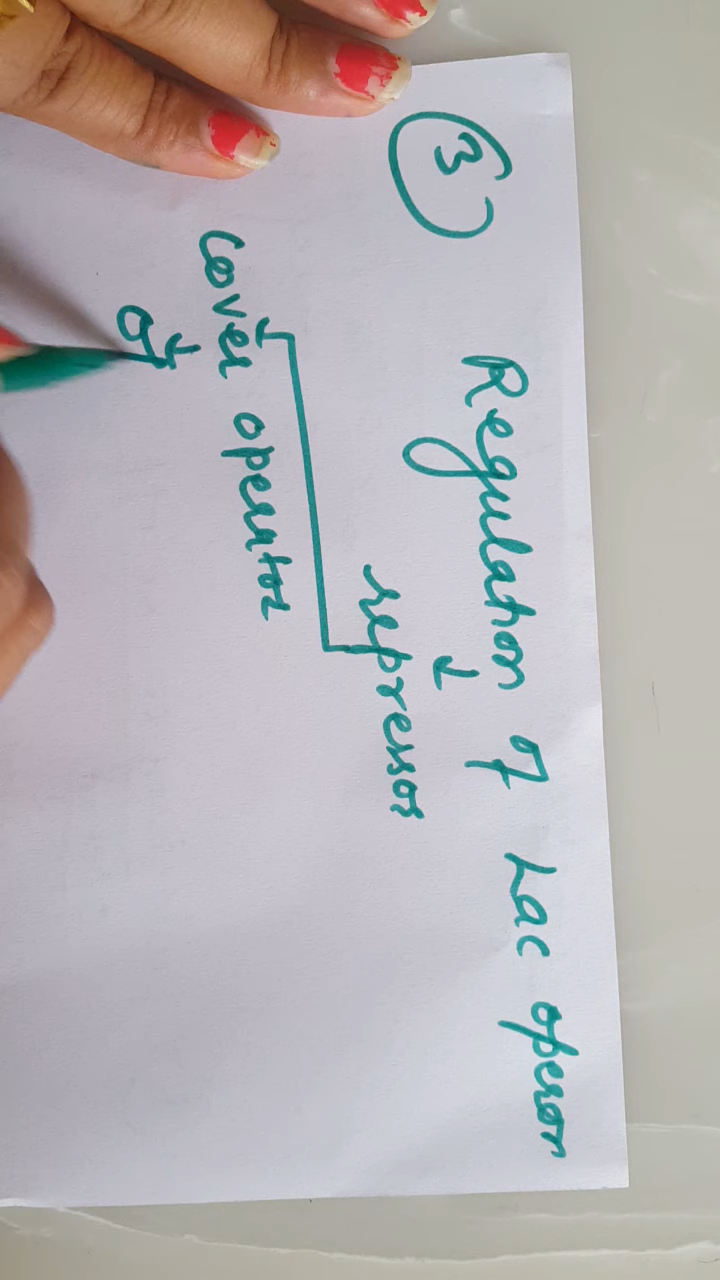 3
Regulation of Lac operon
↓
repressor
cover operator
↓